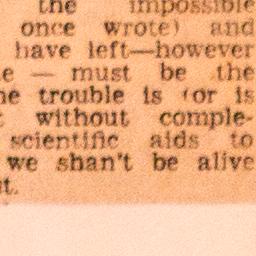 the impossible
once wrote) and
have left—however
— must be the
trouble is (or is
without comple-
scientific aids to
we shan't be alive